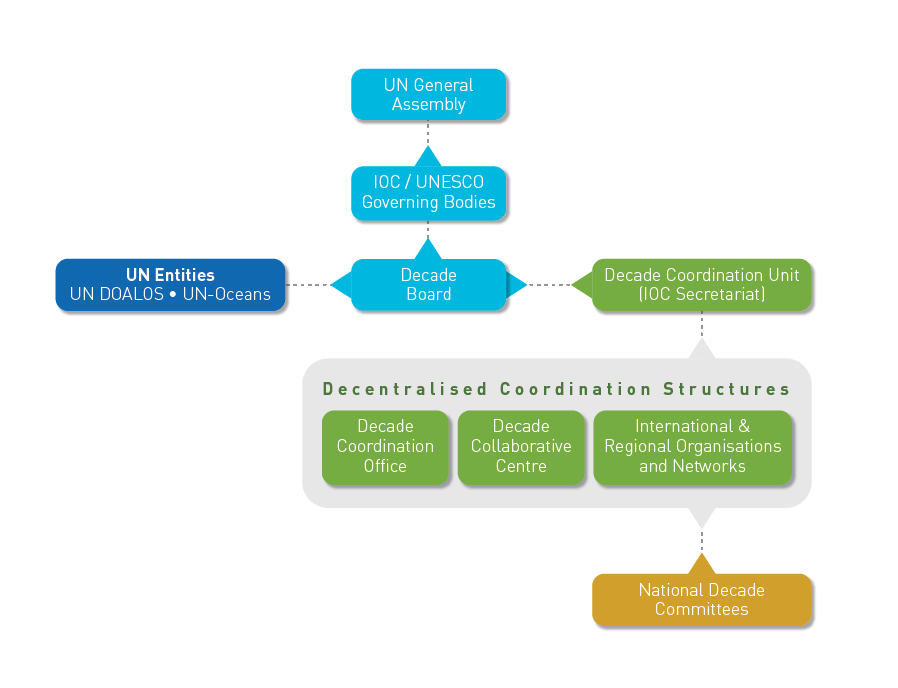 UN General
Assembly
IOC / UNESCO
Governing Bodies
UN Entities
UN DOALOS • UN-Oceans
Decade
Board
Decade Coordination Unit
(IOC Secretariat)
Decentralised Coordination Structures
Decade
Coordination
Office
Decade
Collaborative
Centre
International &
Regional Organisations
and Networks
National Decade
Committees